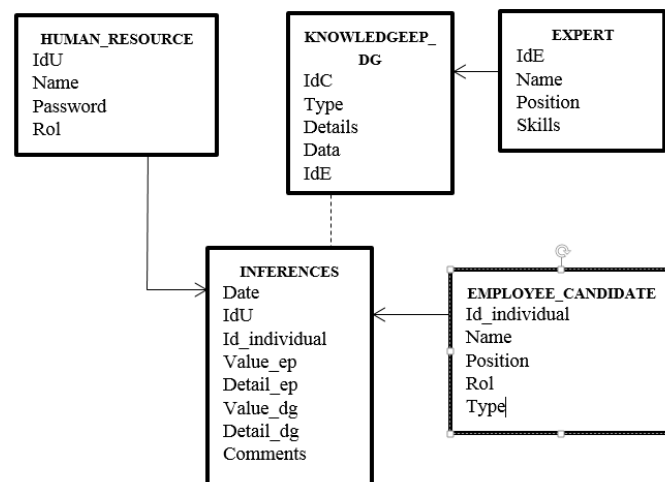 HUMAN_RESOURCE
IdU
Name
Password
Rol
KNOWLEDGEEP_
DG
IdC
Type
Details
Data
IdE
EXPERT
IdE
Name
Position
Skills
INFERENCES
Date
IdU
Id_individual
Value_ep
Detail_ep
Value_dg
Detail_dg
Comments
EMPLOYEE_CANDIDATE
Id_individual
Name
Position
Rol
Type